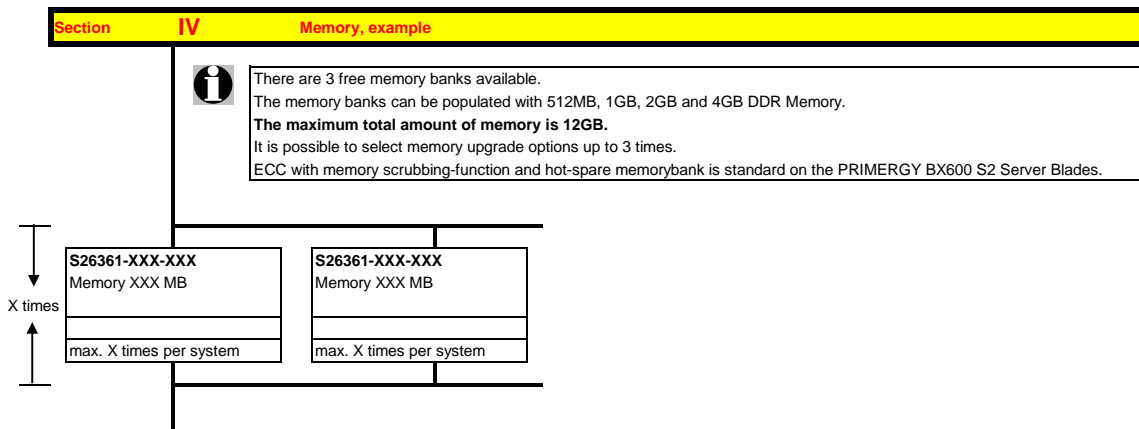 Section IV Memory, example
There are 3 free memory banks available.
The memory banks can be populated with 512MB, 1GB, 2GB and 4GB DDR Memory.
The maximum total amount of memory is 12GB.
It is possible to select memory upgrade options up to 3 times.
ECC with memory scrubbing-function and hot-spare memorybank is standard on the PRIMERGY BX600 S2 Server Blades.
S26361-XXX-XXX S26361-XXX-XXX
Memory XXX MB Memory XXX MB
X times
max. X times per system max. X times per system